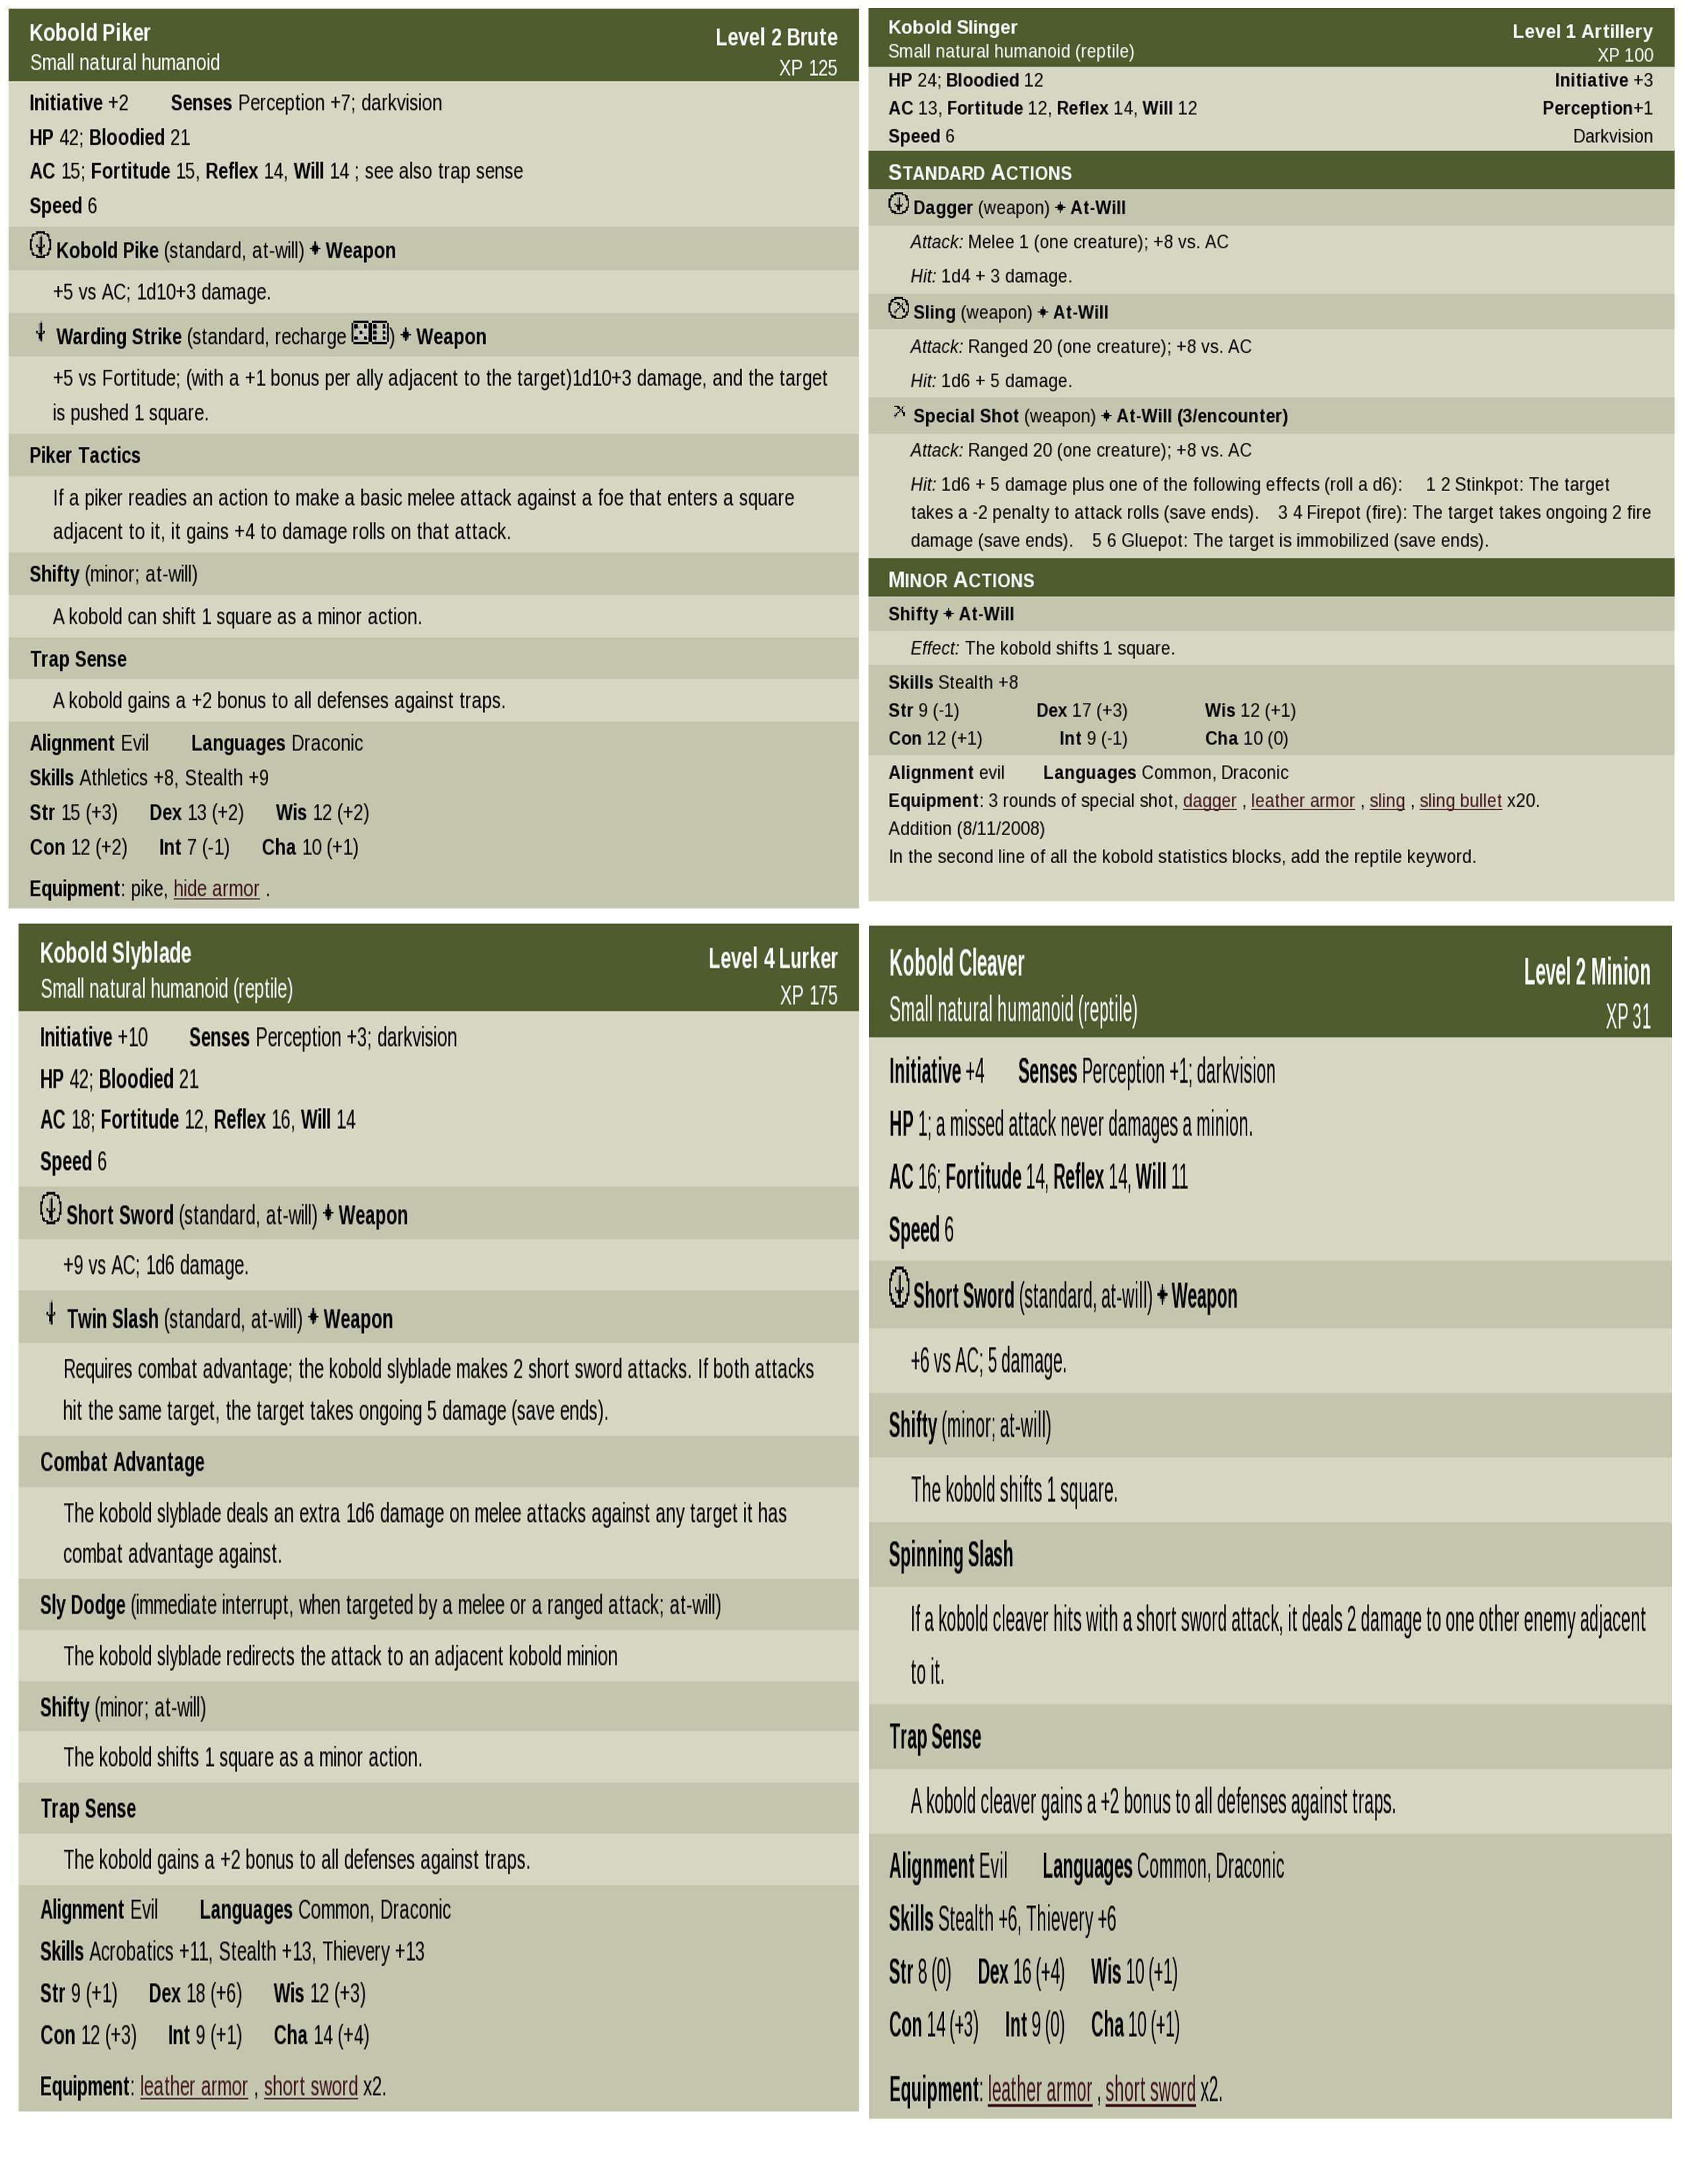 Kobold Piker
Level 2 Brute
Small natural humanoid
XP 125
Initiative +2 Senses Perception +7; darkvision
HP 42; Bloodied 21
AC 15; Fortitude 15, Reflex 14, Will 14 ; see also trap sense
Speed 6
Kobold Pike (standard, at-will) ✦ Weapon
+5 vs AC; 1d10+3 damage.
Warding Strike (standard, recharge ⚄⚅) ✦ Weapon
+5 vs Fortitude; (with a +1 bonus per ally adjacent to the target)1d10+3 damage, and the target
is pushed 1 square.
Piker Tactics
If a piker readies an action to make a basic melee attack against a foe that enters a square
adjacent to it, it gains +4 to damage rolls on that attack.
Shifty (minor; at-will)
A kobold can shift 1 square as a minor action.
Trap Sense
A kobold gains a +2 bonus to all defenses against traps.
Alignment Evil Languages Draconic
Skills Athletics +8, Stealth +9
Str 15 (+3) Dex 13 (+2) Wis 12 (+2)
Con 12 (+2) Int 7 (-1) Cha 10 (+1)
Equipment: pike, hide armor .
Kobold Slinger
Level 1 Artillery
Small natural humanoid (reptile)
XP 100
HP 24; Bloodied 12 Initiative +3
AC 13, Fortitude 12, Reflex 14, Will 12 Perception+1
Speed 6 Darkvision
STANDARD ACTIONS
Dagger (weapon) ✦ At-Will
Attack: Melee 1 (one creature); +8 vs. AC
Hit: 1d4 + 3 damage.
Sling (weapon) ✦ At-Will
Attack: Ranged 20 (one creature); +8 vs. AC
Hit: 1d6 + 5 damage.
Special Shot (weapon) ✦ At-Will (3/encounter)
Attack: Ranged 20 (one creature); +8 vs. AC
Hit: 1d6 + 5 damage plus one of the following effects (roll a d6): 1 2 Stinkpot: The target
takes a -2 penalty to attack rolls (save ends). 3 4 Firepot (fire): The target takes ongoing 2 fire
damage (save ends). 5 6 Gluepot: The target is immobilized (save ends).
MINOR ACTIONS
Shifty ✦ At-Will
Effect: The kobold shifts 1 square.
Skills Stealth +8
Str 9 (-1) Dex 17 (+3) Wis 12 (+1)
Con 12 (+1) Int 9 (-1) Cha 10 (0)
Alignment evil Languages Common, Draconic
Equipment: 3 rounds of special shot, dagger , leather armor , sling , sling bullet x20.
Addition (8/11/2008)
In the second line of all the kobold statistics blocks, add the reptile keyword.
Kobold Slyblade
Level 4 Lurker
Small natural humanoid (reptile)
XP 175
Initiative +10 Senses Perception +3; darkvision
HP 42; Bloodied 21
AC 18; Fortitude 12, Reflex 16, Will 14
Speed 6
Short Sword (standard, at-will) ✦ Weapon
+9 vs AC; 1d6 damage.
Twin Slash (standard, at-will) ✦ Weapon
Requires combat advantage; the kobold slyblade makes 2 short sword attacks. If both attacks
hit the same target, the target takes ongoing 5 damage (save ends).
Combat Advantage
The kobold slyblade deals an extra 1d6 damage on melee attacks against any target it has
combat advantage against.
Sly Dodge (immediate interrupt, when targeted by a melee or a ranged attack; at-will)
The kobold slyblade redirects the attack to an adjacent kobold minion
Shifty (minor; at-will)
The kobold shifts 1 square as a minor action.
Trap Sense
The kobold gains a +2 bonus to all defenses against traps.
Alignment Evil Languages Common, Draconic
Skills Acrobatics +11, Stealth +13, Thievery +13
Str 9 (+1) Dex 18 (+6) Wis 12 (+3)
Con 12 (+3) Int 9 (+1) Cha 14 (+4)
Equipment: leather armor , short sword x2.
Kobold Cleaver
Level 2 Minion
Small natural humanoid (reptile)
XP 31
Initiative +4 Senses Perception +1; darkvision
HP 1; a missed attack never damages a minion.
AC 16; Fortitude 14, Reflex 14, Will 11
Speed 6
Short Sword (standard, at-will) ✦ Weapon
+6 vs AC; 5 damage.
Shifty (minor; at-will)
The kobold shifts 1 square.
Spinning Slash
If a kobold cleaver hits with a short sword attack, it deals 2 damage to one other enemy adjacent
to it.
Trap Sense
A kobold cleaver gains a +2 bonus to all defenses against traps.
Alignment Evil Languages Common, Draconic
Skills Stealth +6, Thievery +6
Str 8 (0) Dex 16 (+4) Wis 10 (+1)
Con 14 (+3) Int 9 (0) Cha 10 (+1)
Equipment: leather armor , short sword x2.